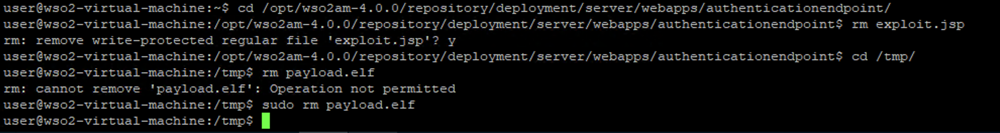 user@wso2-virtual-machine:~$ cd /opt/wso2am-4.0.0/repository/deployment/server/webapps/authenticationendpoint/
user@wso2-virtual-machine:/opt/wso2am-4.0.0/repository/deployment/server/webapps/authenticationendpoint$ rm exploit.jsp
rm: remove write-protected regular file 'exploit.jsp'? y
user@wso2-virtual-machine:/opt/wso2am-4.0.0/repository/deployment/server/webapps/authenticationendpoint$ cd /tmp/
user@wso2-virtual-machine:/tmp$ rm payload.elf
rm: cannot remove 'payload.elf': Operation not permitted
user@wso2-virtual-machine:/tmp$ sudo rm payload.elf
user@wso2-virtual-machine:/tmp$